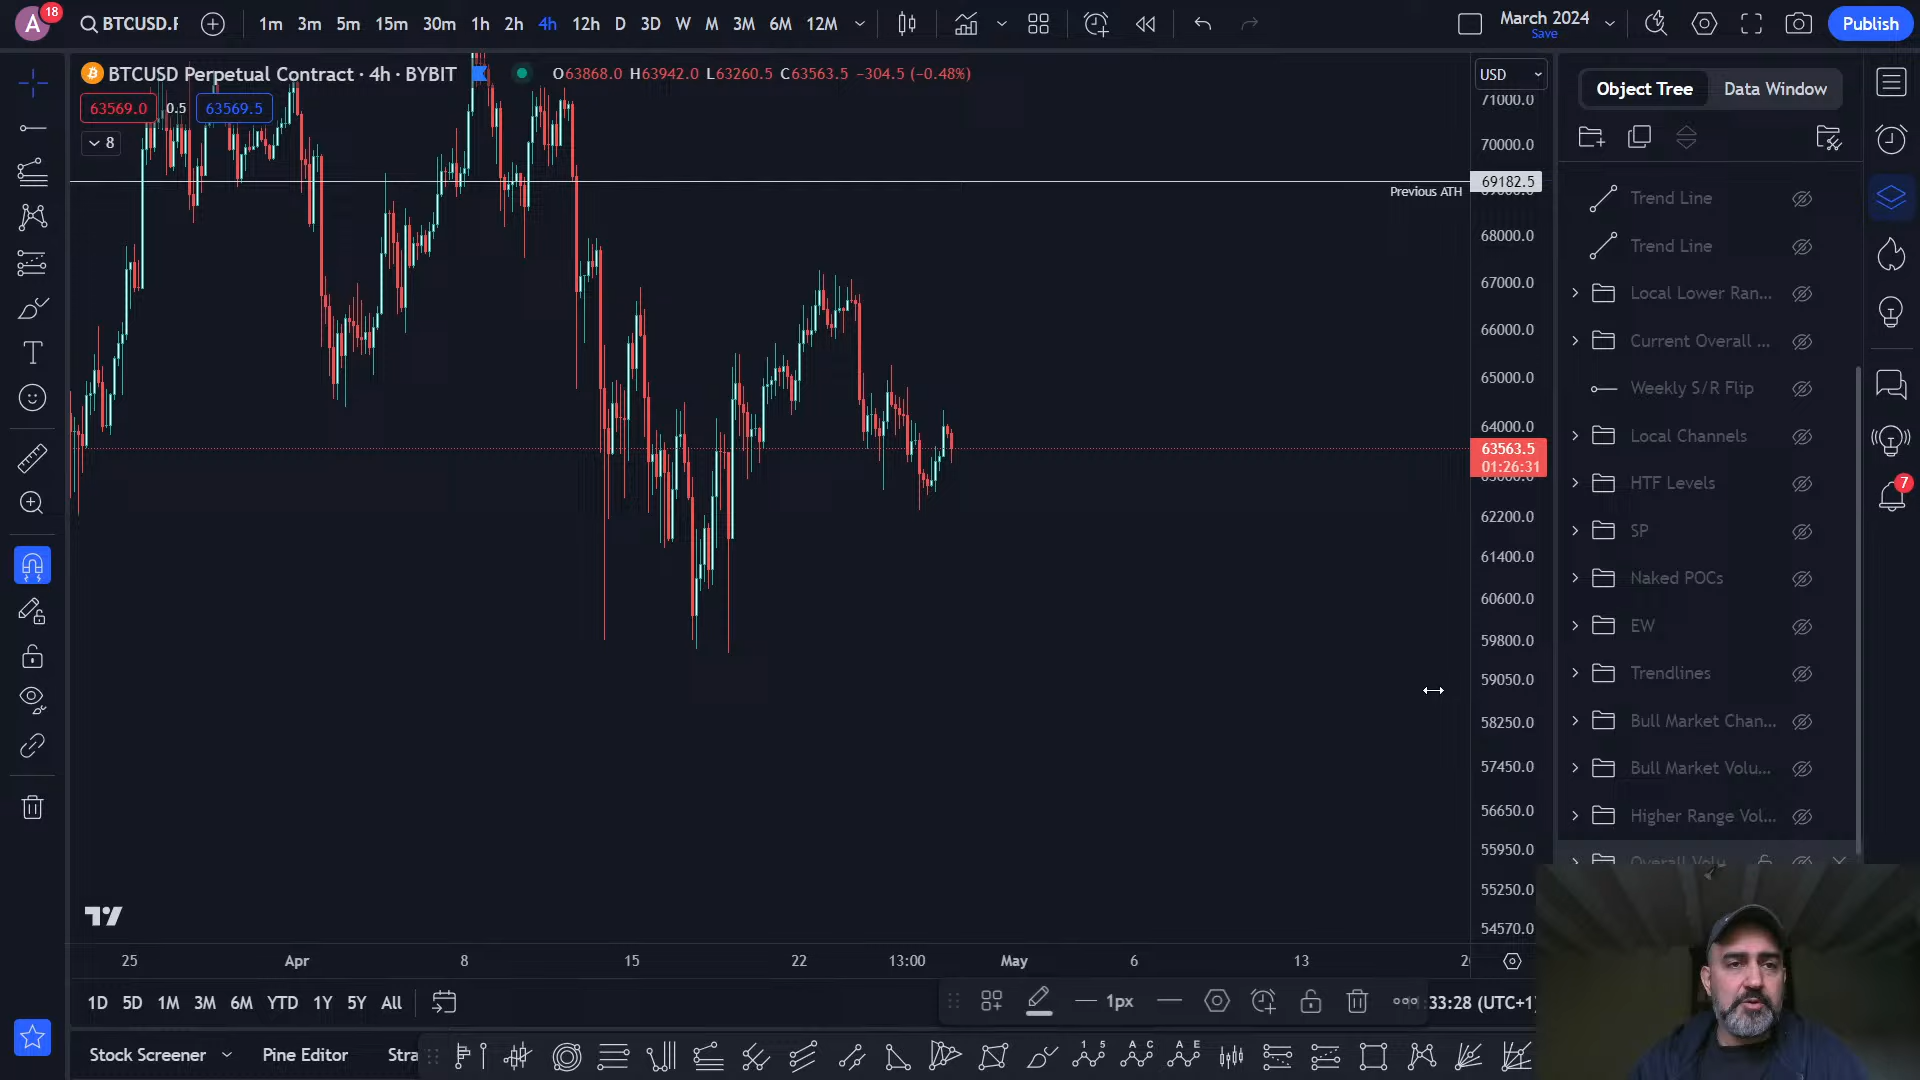 A
18
BTCUSD.P
1m 3m 5m 15m 30m 1h 2h 4h 12h D 3D W M 3M 6M 12M
March 2024
Save
Publish
BTCUSD Perpetual Contract · 4h · BYBIT
O63868.0 H63942.0 L63260.5 C63563.5 −304.5 (−0.48%)
63569.0 0.5 63569.5
8
USD
71000.0
70000.0
69182.5
Previous ATH
68000.0
67000.0
66000.0
65000.0
64000.0
63563.5
01:26:31
63000.0
62200.0
61400.0
60600.0
59800.0
59050.0
58250.0
57450.0
56650.0
55950.0
55250.0
54570.0
Object Tree Data Window
Trend Line
Trend Line
Local Lower Ran...
Current Overall ...
Weekly S/R Flip
Local Channels
HTF Levels
SP
Naked POCs
EW
Trendlines
Bull Market Chan...
Bull Market Volu...
Higher Range Vol...
Overall Volu
7
25 Apr 8 15 22 13:00 May 6 13
1D 5D 1M 3M 6M YTD 1Y 5Y All
1px
33:28 (UTC+1)
Stock Screener Pine Editor Stra